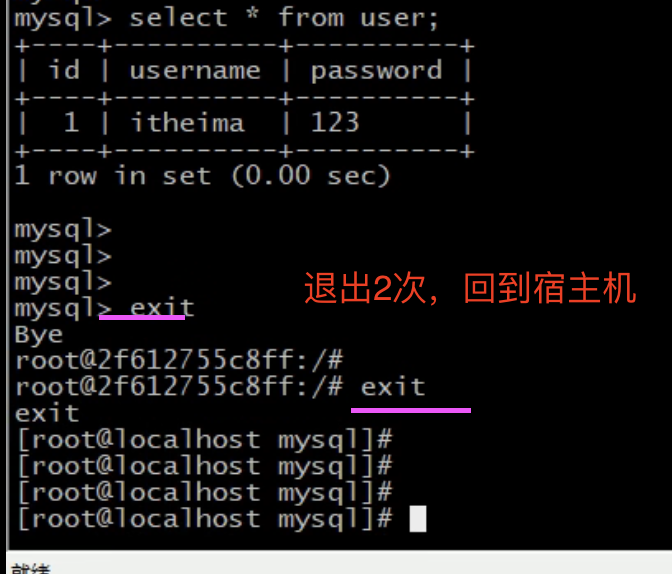 mysql> select * from user;
+----+----------+----------+
| id | username | password |
+----+----------+----------+
| 1 | itheima | 123 |
+----+----------+----------+
1 row in set (0.00 sec)
mysql>
mysql>
mysql>
退出2次，回到宿主机
mysql> exit
Bye
root@2f612755c8ff:/#
root@2f612755c8ff:/# exit
exit
[root@localhost mysql]#
[root@localhost mysql]#
[root@localhost mysql]#
[root@localhost mysql]#
就绪